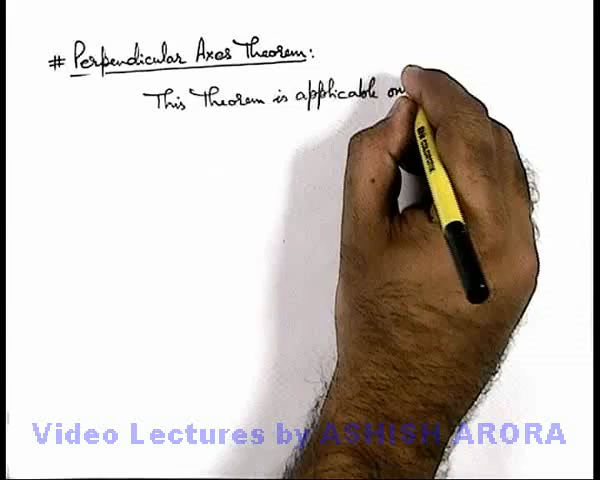 # Perpendicular Axes Theorem:
This Theorem is applicable on
Video Lectures by ASHISH ARORA